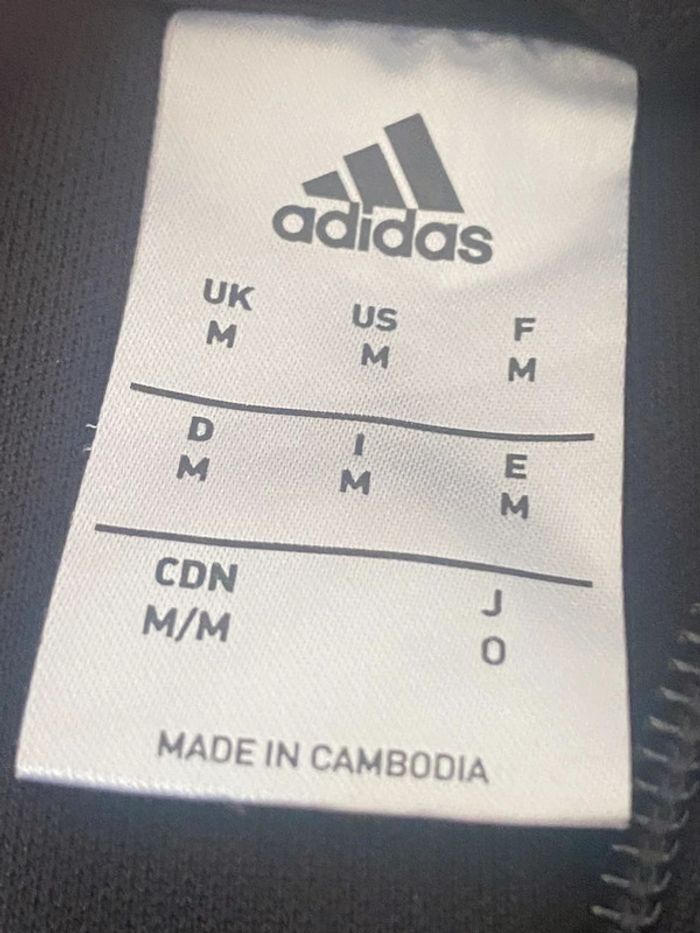 adidas
UK US F
M M M
D I E
M M M
CDN J
M/M O
MADE IN CAMBODIA